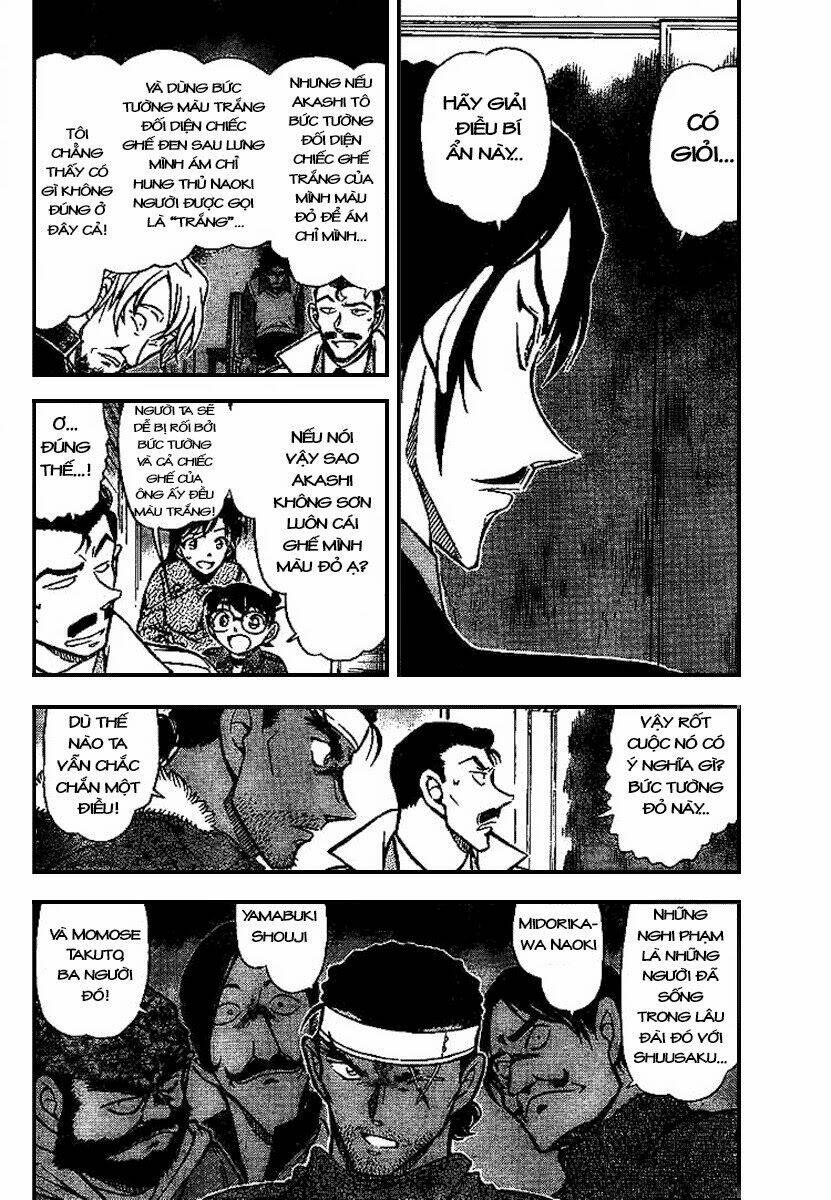 CÓ
GIỎI...
HÃY GIẢI
ĐIỀU BÍ
ẨN NÀY...
NHƯNG NẾU
AKASHI TÔ
BỨC TƯỜNG
ĐỐI DIỆN
CHIẾC GHẾ
TRẮNG CỦA
MÌNH MÀU
ĐỎ ĐỂ ÁM
CHỈ MÌNH...
VÀ DÙNG BỨC
TƯỜNG MÀU TRẮNG
ĐỐI DIỆN CHIẾC
GHẾ ĐEN SAU LƯNG
MÌNH ÁM CHỈ
HUNG THỦ NAOKI
NGƯỜI ĐƯỢC GỌI
LÀ “TRẮNG”...
TÔI
CHẲNG
THẤY CÓ
GÌ KHÔNG
ĐÚNG Ở
ĐÂY CẢ!
NẾU NÓI
VẬY SAO
AKASHI
KHÔNG SƠN
LUÔN CÁI
GHẾ MÌNH
MÀU ĐỎ Ạ?
NGƯỜI TA SẼ
DỄ BỊ RỐI BỞI
BỨC TƯỜNG
VÀ CẢ CHIẾC
GHẾ CỦA
ÔNG ẤY ĐỀU
MÀU TRẮNG!
Ơ...
ĐÚNG
THẾ...!
VẬY RỐT
CUỘC NÓ CÓ
Ý NGHĨA GÌ?
BỨC TƯỜNG
ĐỎ NÀY...
DÙ THẾ
NÀO TA
VẪN CHẮC
CHẮN MỘT
ĐIỀU!
NHỮNG
NGHI PHẠM
LÀ NHỮNG
NGƯỜI ĐÃ
SỐNG
TRONG LÂU
ĐÀI ĐÓ VỚI
SHUUSAKU...
MIDORIKA-
WA NAOKI
YAMABUKI
SHOUJI
VÀ MOMOSE
TAKUTO,
BA NGƯỜI
ĐÓ!